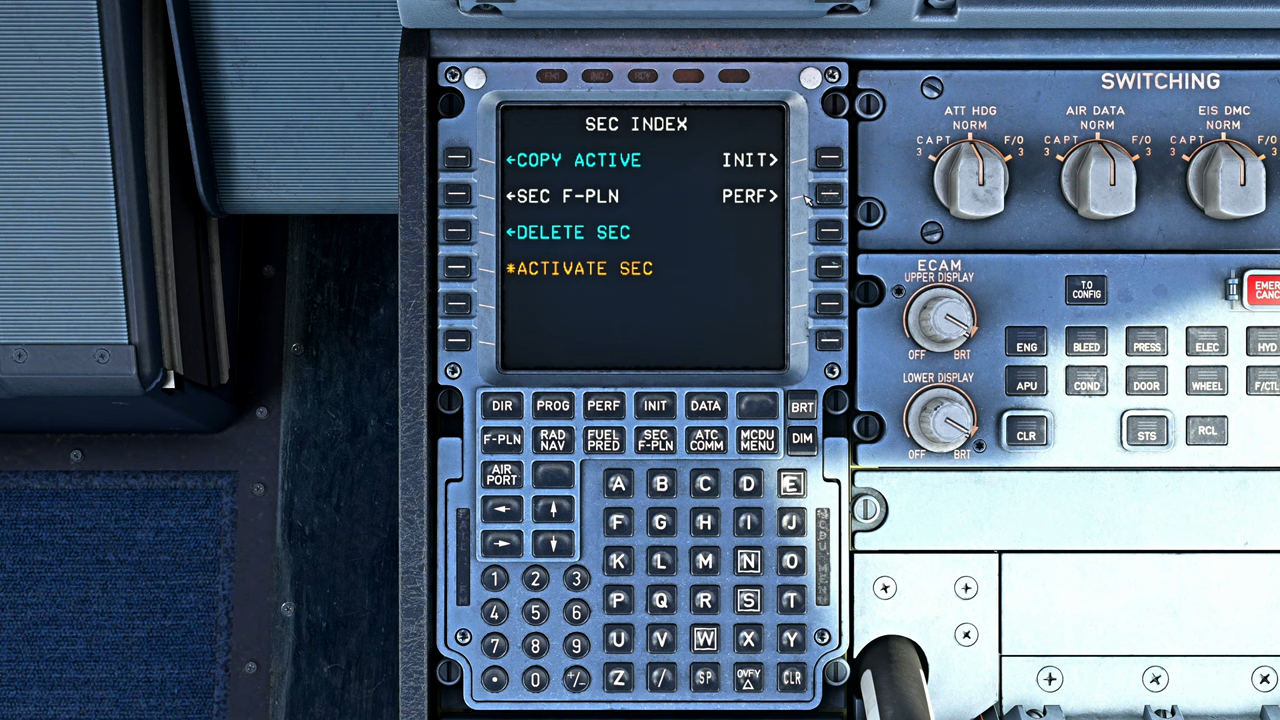 SEC INDEX
←COPY ACTIVE INIT>
←SEC F-PLN PERF>
←DELETE SEC
*ACTIVATE SEC
DIR PROG PERF INIT DATA BRT
F-PLN RAD NAV FUEL PRED SEC F-PLN ATC COMM MCDU MENU DIM
AIR PORT
← ↑
→ ↓
A B C D E
F G H I J
K L M N O
P Q R S T
U V W X Y
Z / SP OVFY △ CLR
1 2 3
4 5 6
7 8 9
. 0 +/-
SWITCHING
ATT HDG AIR DATA EIS DMC
NORM NORM NORM
CAPT 3 F/O 3 CAPT 3 F/O 3 CAPT 3 F/O 3
ECAM
UPPER DISPLAY
OFF BRT
LOWER DISPLAY
OFF BRT
T.O CONFIG
ENG BLEED PRESS ELEC HYD
APU COND DOOR WHEEL F/CTL
CLR STS RCL